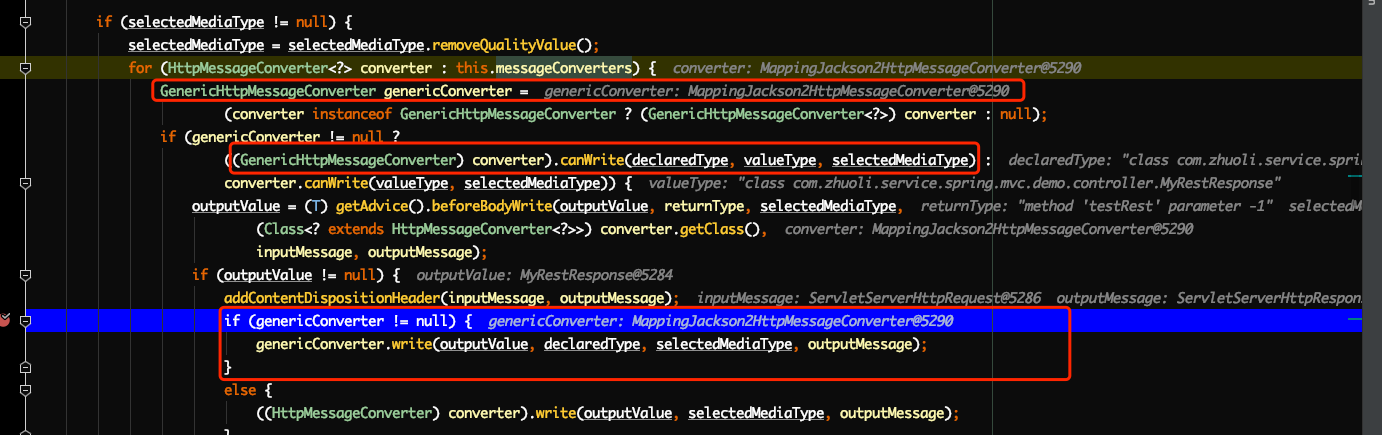 if (selectedMediaType != null) {
selectedMediaType = selectedMediaType.removeQualityValue();
for (HttpMessageConverter<?> converter : this.messageConverters) { converter: MappingJackson2HttpMessageConverter@5290
GenericHttpMessageConverter genericConverter = genericConverter: MappingJackson2HttpMessageConverter@5290
(converter instanceof GenericHttpMessageConverter ? (GenericHttpMessageConverter<?>) converter : null);
if (genericConverter != null ?
((GenericHttpMessageConverter) converter).canWrite(declaredType, valueType, selectedMediaType) : declaredType: "class com.zhuoli.service.spri
converter.canWrite(valueType, selectedMediaType)) { valueType: "class com.zhuoli.service.spring.mvc.demo.controller.MyRestResponse"
outputValue = (T) getAdvice().beforeBodyWrite(outputValue, returnType, selectedMediaType, returnType: "method 'testRest' parameter -1" selectedM
(Class<? extends HttpMessageConverter<?>>) converter.getClass(), converter: MappingJackson2HttpMessageConverter@5290
inputMessage, outputMessage);
if (outputValue != null) { outputValue: MyRestResponse@5284
addContentDispositionHeader(inputMessage, outputMessage); inputMessage: ServletServerHttpRequest@5286 outputMessage: ServletServerHttpRespon
if (genericConverter != null) { genericConverter: MappingJackson2HttpMessageConverter@5290
genericConverter.write(outputValue, declaredType, selectedMediaType, outputMessage);
}
else {
((HttpMessageConverter) converter).write(outputValue, selectedMediaType, outputMessage);